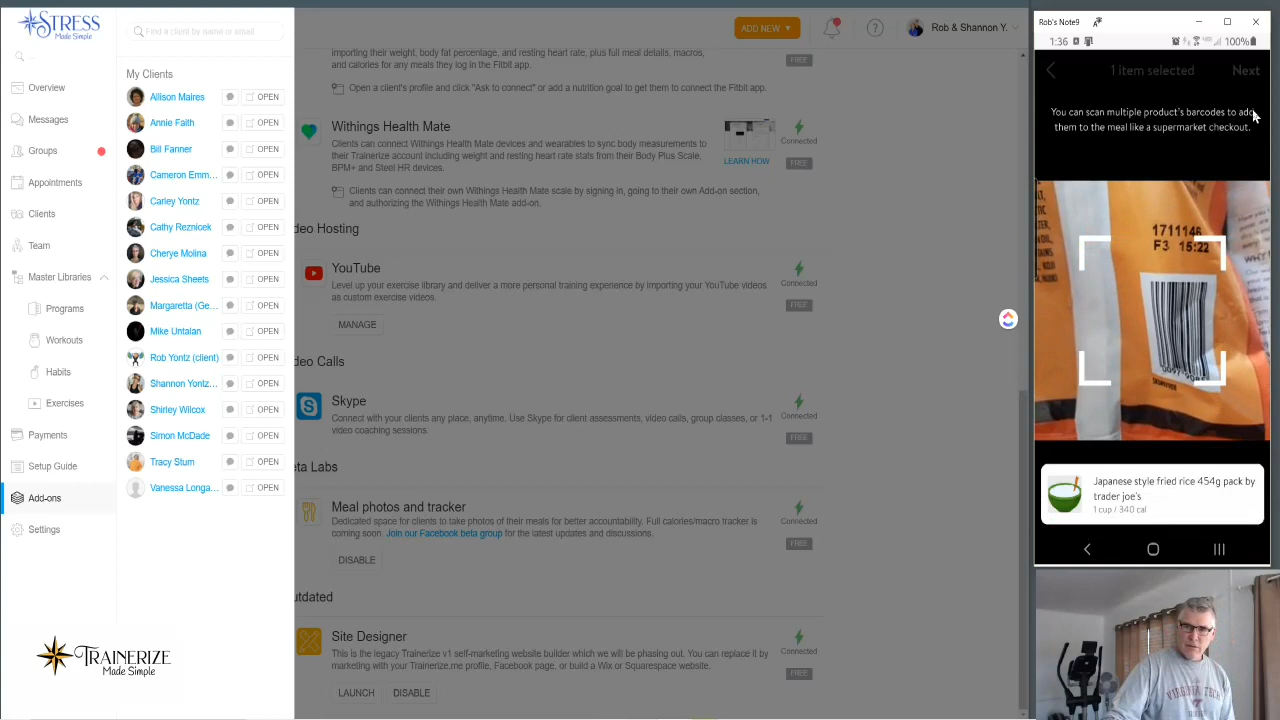 STRESS
Made Simple
Find a client by name or email
ADD NEW
Rob & Shannon Y.
Overview
Messages
Groups
Appointments
Clients
Team
Master Libraries
Programs
Workouts
Habits
Exercises
Payments
Setup Guide
Add-ons
Settings
TRAINERIZE
Made Simple
My Clients
Allison Maires OPEN
Annie Faith OPEN
Bill Fanner OPEN
Cameron Emm... OPEN
Carley Yontz OPEN
Cathy Reznicek OPEN
Cherye Molina OPEN
Jessica Sheets OPEN
Margaretta (Ge... OPEN
Mike Untalan OPEN
Rob Yontz (client) OPEN
Shannon Yontz... OPEN
Shirley Wilcox OPEN
Simon McDade OPEN
Tracy Stum OPEN
Vanessa Longa... OPEN
importing their weight, body fat percentage, and resting heart rate, plus full meal details, macros,
and calories for any meals they log in the Fitbit app.
FREE
Open a client's profile and click "Ask to connect" or add a nutrition goal to get them to connect the Fitbit app.
Withings Health Mate
Clients can connect Withings Health Mate devices and wearables to sync body measurements to
their Trainerize account including weight and resting heart rate stats from their Body Plus Scale,
BPM+ and Steel HR devices.
LEARN HOW
Connected
FREE
Clients can connect their own Withings Health Mate scale by signing in, going to their own Add-on section,
and authorizing the Withings Health Mate add-on.
deo Hosting
YouTube
Level up your exercise library and deliver a more personal training experience by importing your YouTube videos
as custom exercise videos.
Connected
FREE
MANAGE
deo Calls
Skype
Connect with your clients any place, anytime. Use Skype for client assessments, video calls, group classes, or 1-1
video coaching sessions.
Connected
FREE
eta Labs
Meal photos and tracker
Dedicated space for clients to take photos of their meals for better accountability. Full calories/macro tracker is
coming soon. Join our Facebook beta group for the latest updates and discussions.
Connected
FREE
DISABLE
utdated
Site Designer
This is the legacy Trainerize v1 self-marketing website builder which we will be phasing out. You can replace it by
marketing with your Trainerize.me profile, Facebook page, or build a Wix or Squarespace website.
Connected
FREE
LAUNCH DISABLE
Rob's Note9
1:36
100%
1 item selected
Next
You can scan multiple product's barcodes to add
them to the meal like a supermarket checkout.
1711146
F3 15:22
Japanese style fried rice 454g pack by
trader joe's
1 cup / 340 cal
VIRGINIA TECH